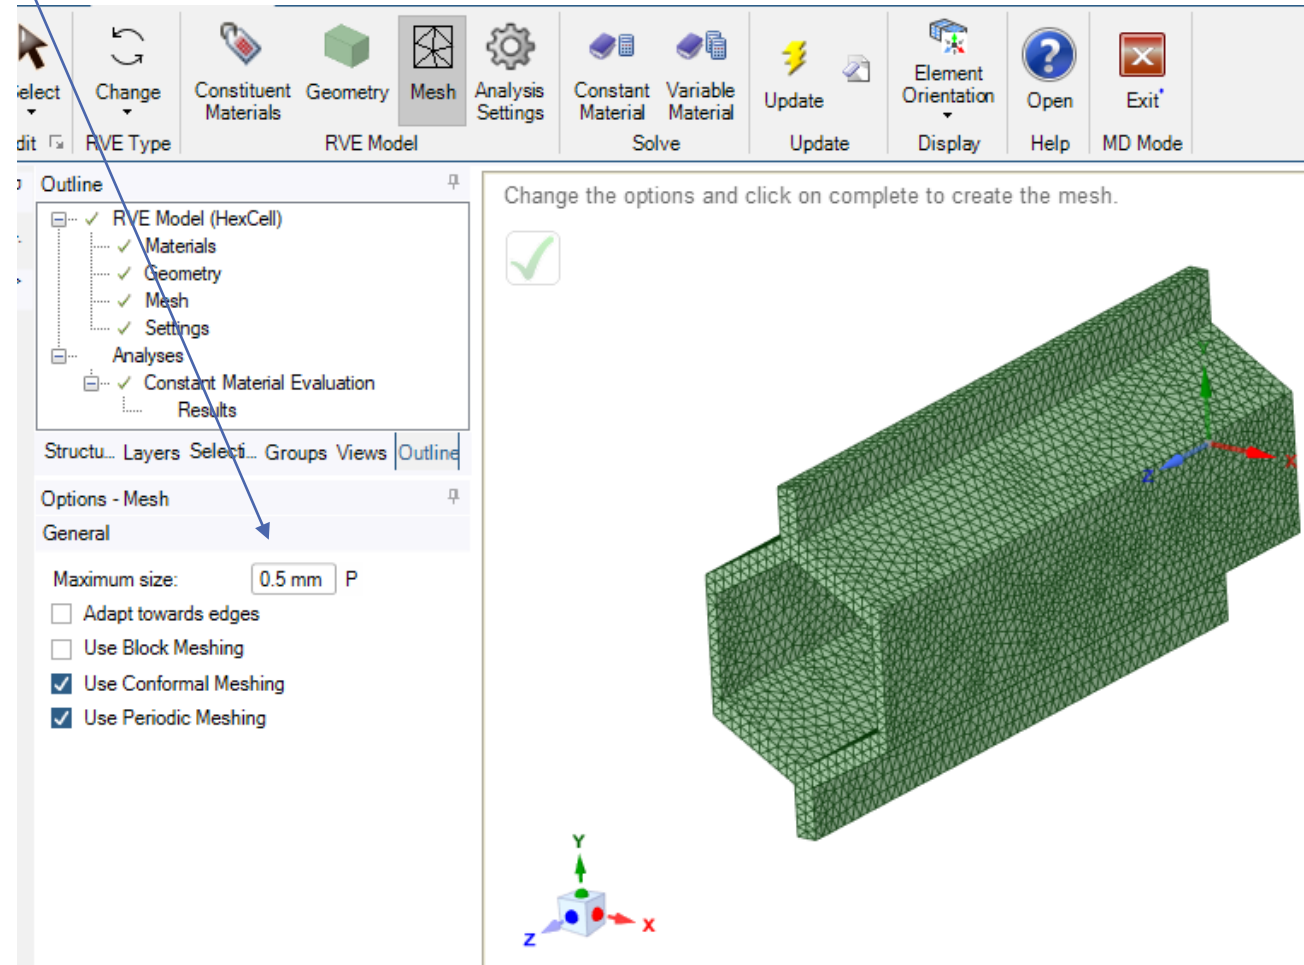 Select Change Constituent Materials Geometry Mesh Analysis Settings Constant Material Variable Material Update Element Orientation Open Exit
RVE Type RVE Model Solve Update Display Help MD Mode
Outline
RVE Model (HexCell)
Materials
Geometry
Mesh
Settings
Analyses
Constant Material Evaluation
Results
Structu... Layers Selecti... Groups Views Outline
Options - Mesh
General
Maximum size: 0.5 mm P
Adapt towards edges
Use Block Meshing
Use Conformal Meshing
Use Periodic Meshing
Change the options and click on complete to create the mesh.
Y
Z X
Y
X
Z